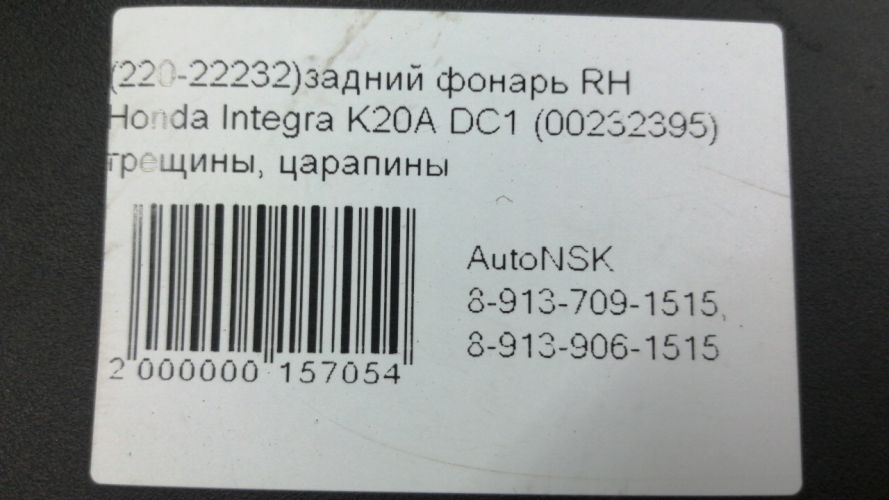 (220-22232)задний фонарь RH
Honda Integra K20A DC1 (00232395)
трещины, царапины
AutoNSK
8-913-709-1515,
8-913-906-1515
2 000000 157054